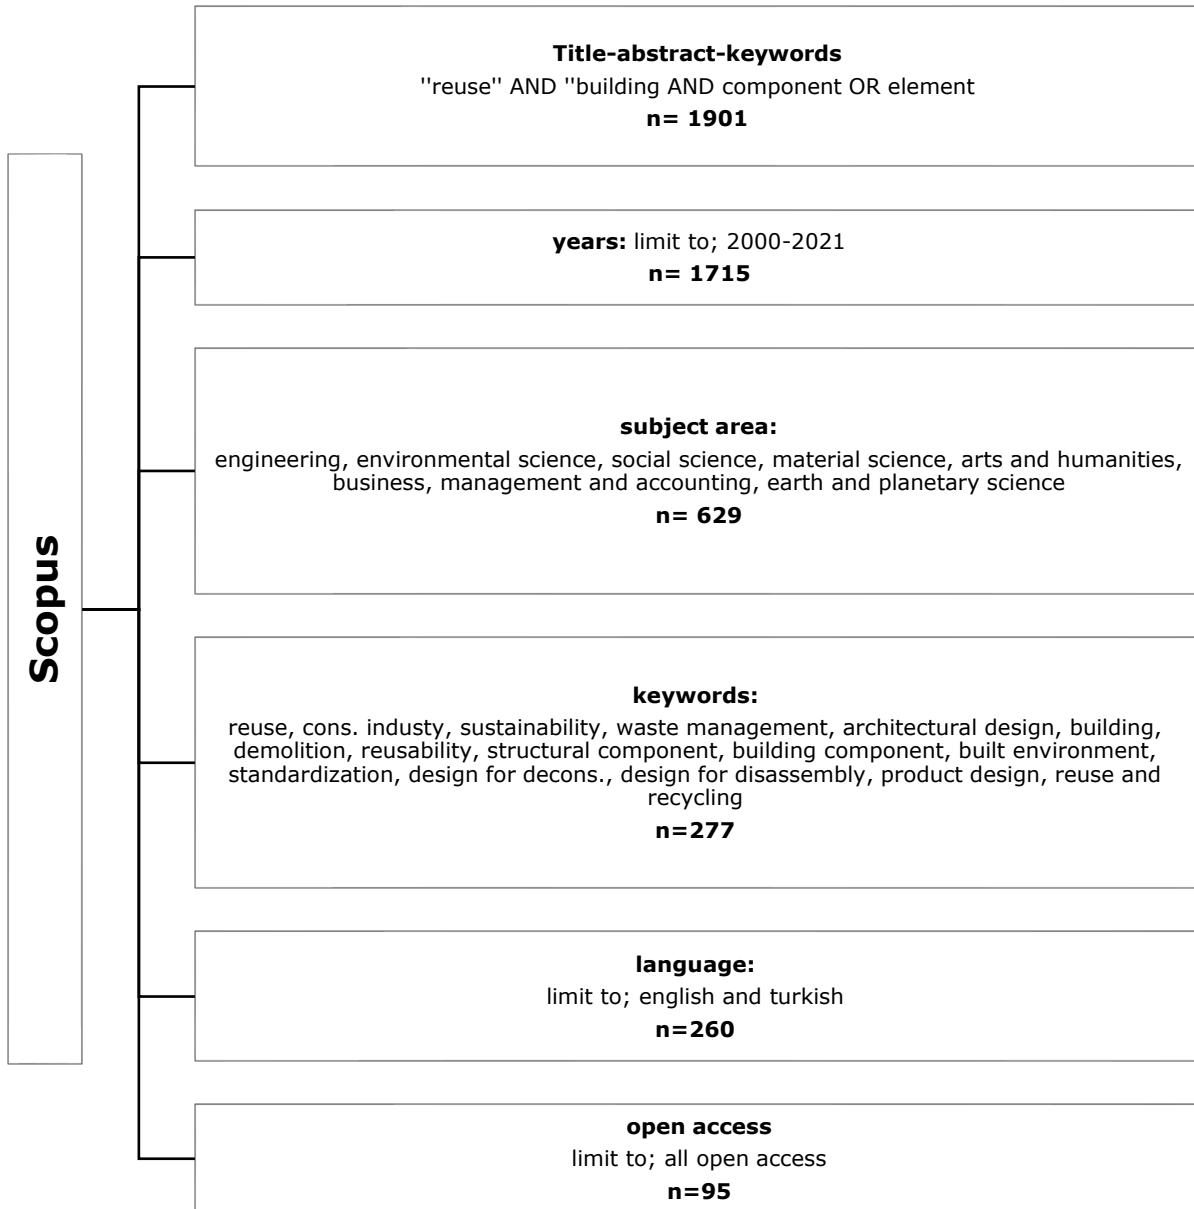 Scopus
Title-abstract-keywords
''reuse'' AND ''building AND component OR element
n= 1901
years: limit to; 2000-2021
n= 1715
subject area:
engineering, environmental science, social science, material science, arts and humanities,
business, management and accounting, earth and planetary science
n= 629
keywords:
reuse, cons. industy, sustainability, waste management, architectural design, building,
demolition, reusability, structural component, building component, built environment,
standardization, design for decons., design for disassembly, product design, reuse and
recycling
n=277
language:
limit to; english and turkish
n=260
open access
limit to; all open access
n=95